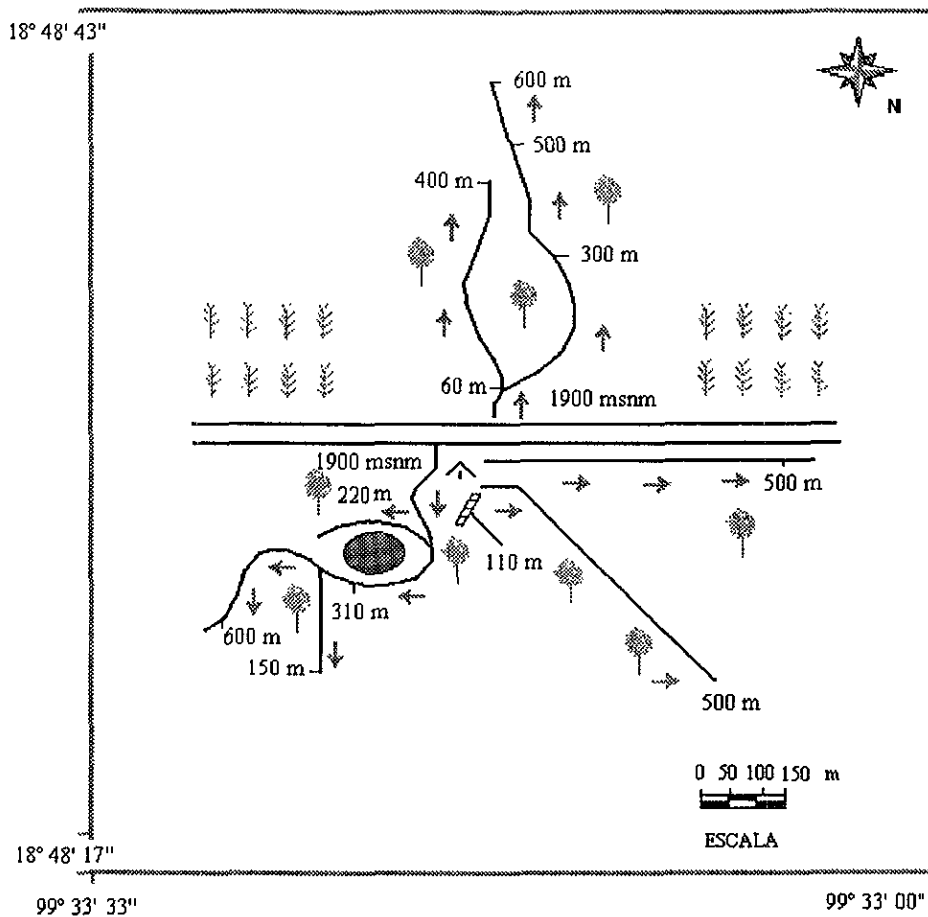 18° 48' 43"
N
600 m
500 m
400 m
300 m
60 m
1900 msnm
1900 msnm
220 m
500 m
110 m
310 m
600 m
150 m
500 m
0 50 100 150 m
ESCALA
18° 48' 17"
99° 33' 33"
99° 33' 00"